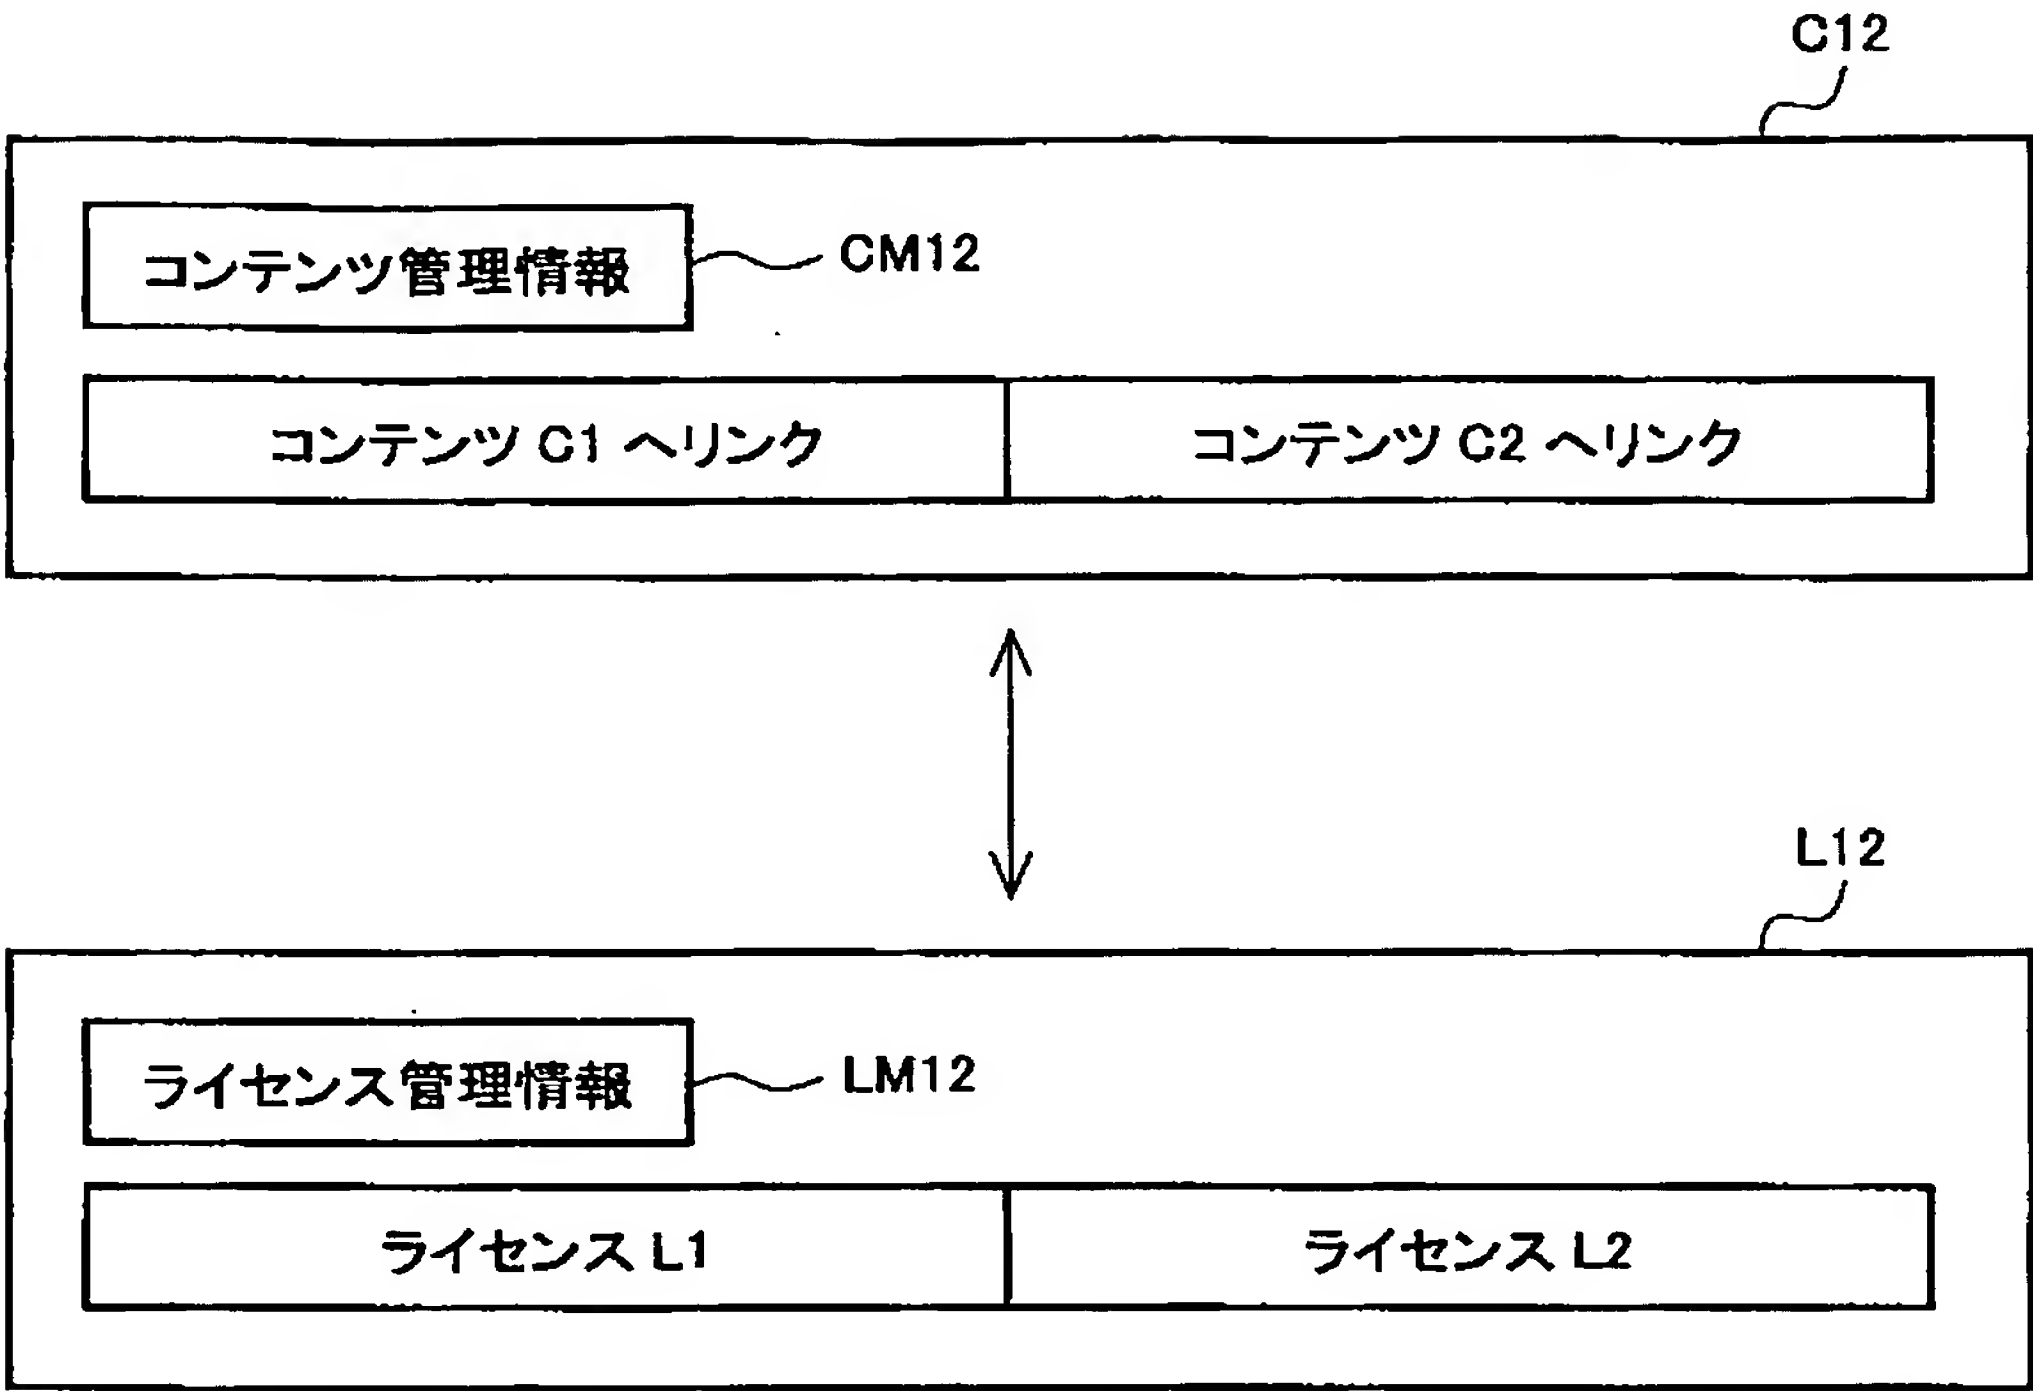 C12
コンテンツ管理情報
CM12
コンテンツ C1 へリンク
コンテンツ C2 へリンク
L12
ライセンス管理情報
LM12
ライセンス L1
ライセンス L2